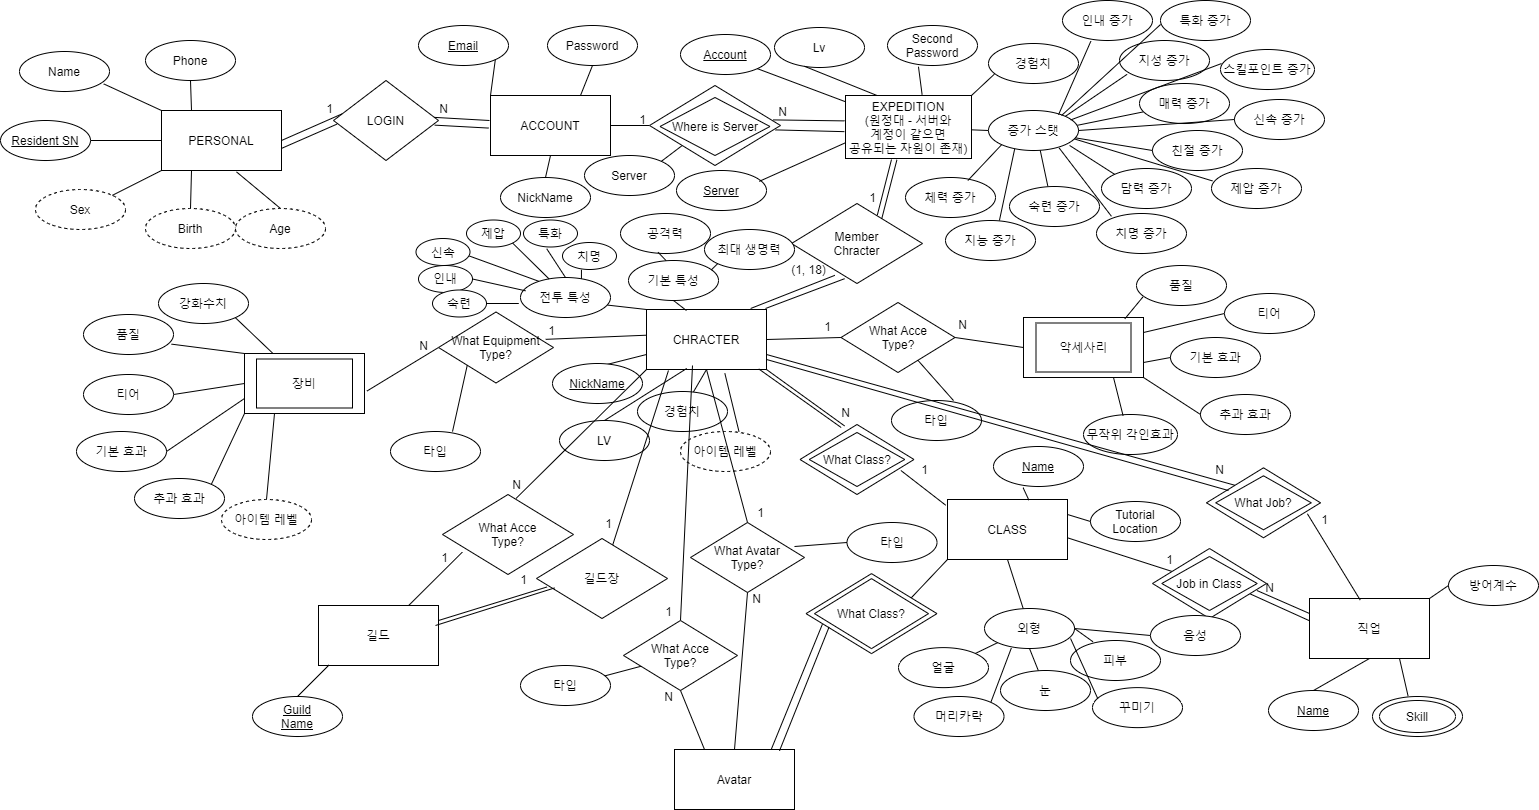 Name
Phone
Resident SN
PERSONAL
Sex
Birth
Age
1
LOGIN
N
Email
Password
ACCOUNT
NickName
1
Where is Server
N
Server
Account
Lv
Second
Password
경험치
EXPEDITION
(원정대 - 서버와
계정이 같으면
공유되는 자원이 존재)
Server
증가 스탯
인내 증가
특화 증가
지성 증가
스킬포인트 증가
매력 증가
신속 증가
친절 증가
담력 증가
제압 증가
치명 증가
숙련 증가
지능 증가
체력 증가
1
Member
Chracter
(1, 18)
제압
특화
신속
치명
인내
숙련
전투 특성
공격력
최대 생명력
기본 특성
CHRACTER
NickName
경험치
LV
아이템 레벨
강화수치
품질
티어
기본 효과
추과 효과
아이템 레벨
장비
N
What Equipment
Type?
1
타입
1
What Acce
Type?
N
타입
악세사리
품질
티어
기본 효과
추과 효과
무작위 각인효과
N
What Class?
1
N
What Job?
1
Name
Tutorial
Location
CLASS
1
Job in Class
N
방어계수
직업
Name
Skill
외형
음성
피부
얼굴
눈
머리카락
꾸미기
N
What Acce
Type?
1
1
길드장
1
길드
Guild
Name
1
What Avatar
Type?
N
타입
What Class?
1
What Acce
Type?
N
타입
Avatar